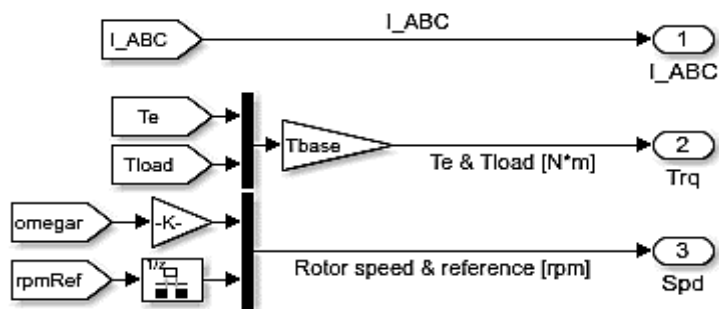 I_ABC
I_ABC
1
I_ABC
Te
Tload
Tbase
Te & Tload [N*m]
2
Trq
omegar
-K-
rpmRef
1/z
Rotor speed & reference [rpm]
3
Spd